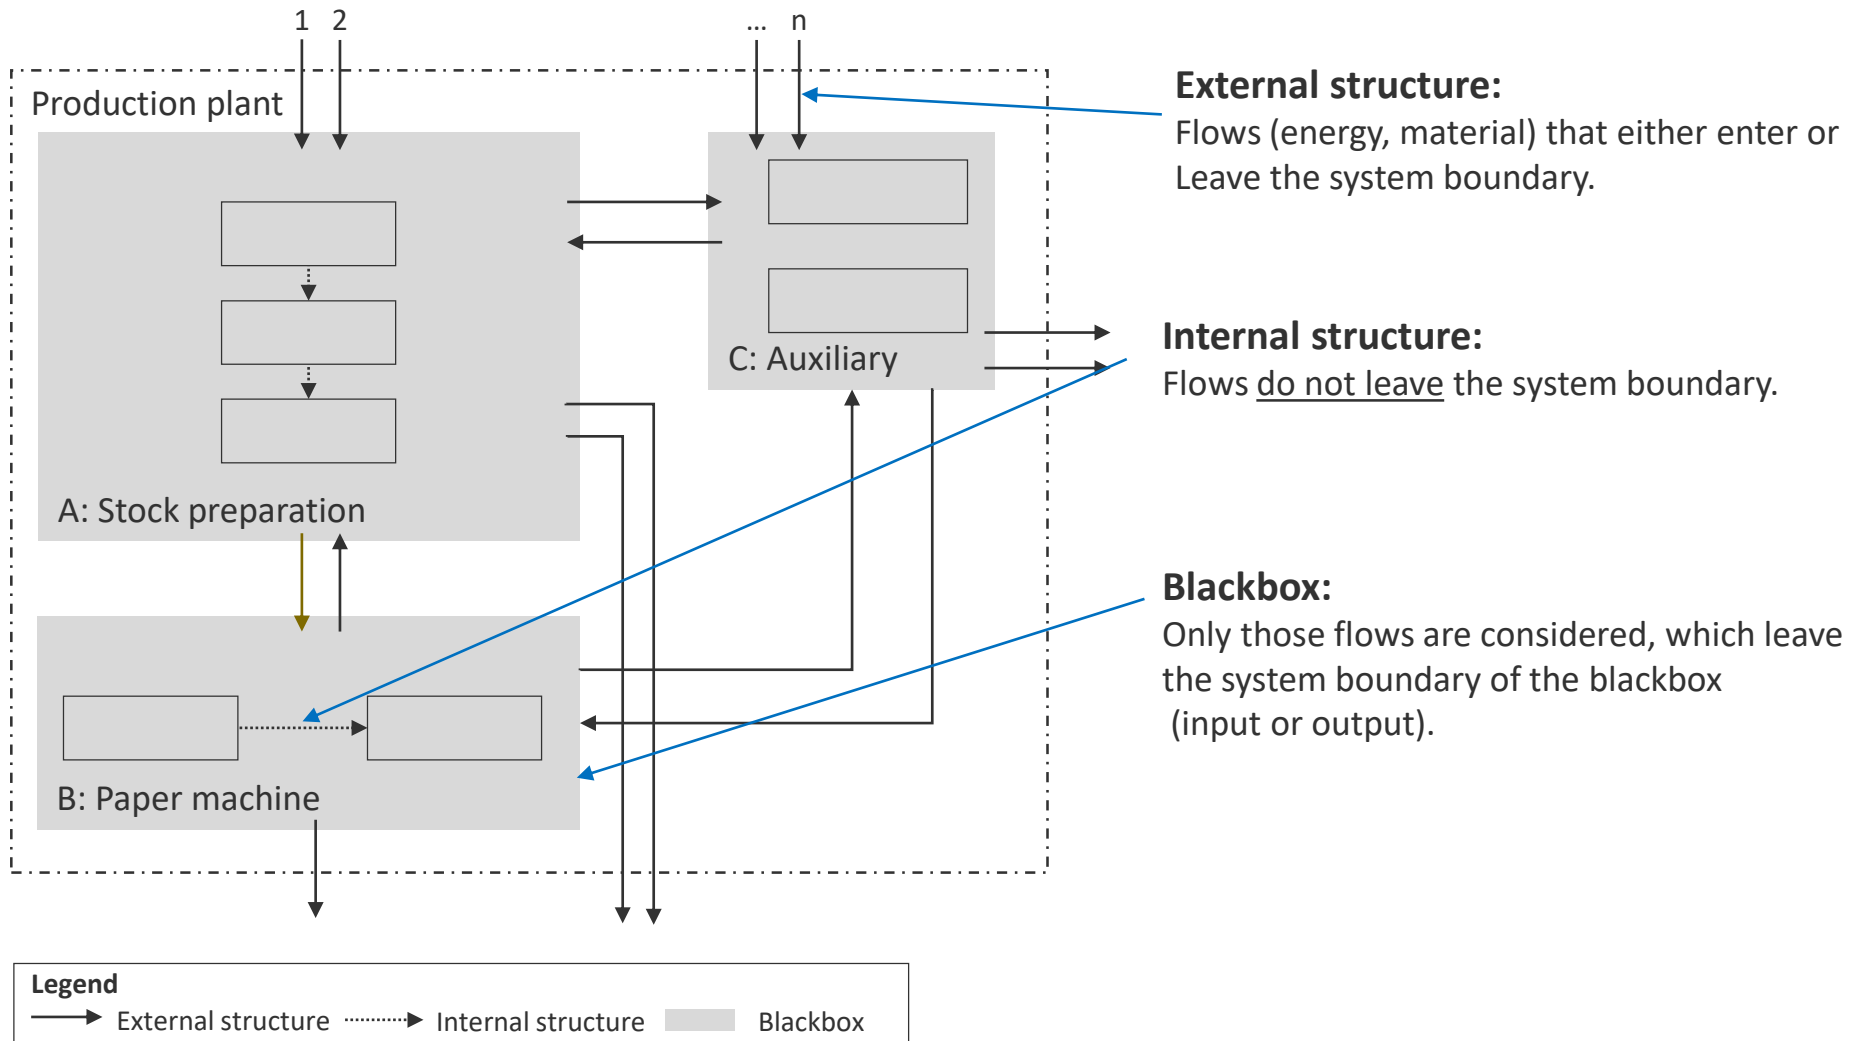 1 2 ... n
Production plant
A: Stock preparation
C: Auxiliary
B: Paper machine
External structure:
Flows (energy, material) that either enter or
Leave the system boundary.
Internal structure:
Flows do not leave the system boundary.
Blackbox:
Only those flows are considered, which leave
the system boundary of the blackbox
(input or output).
Legend
External structure Internal structure Blackbox